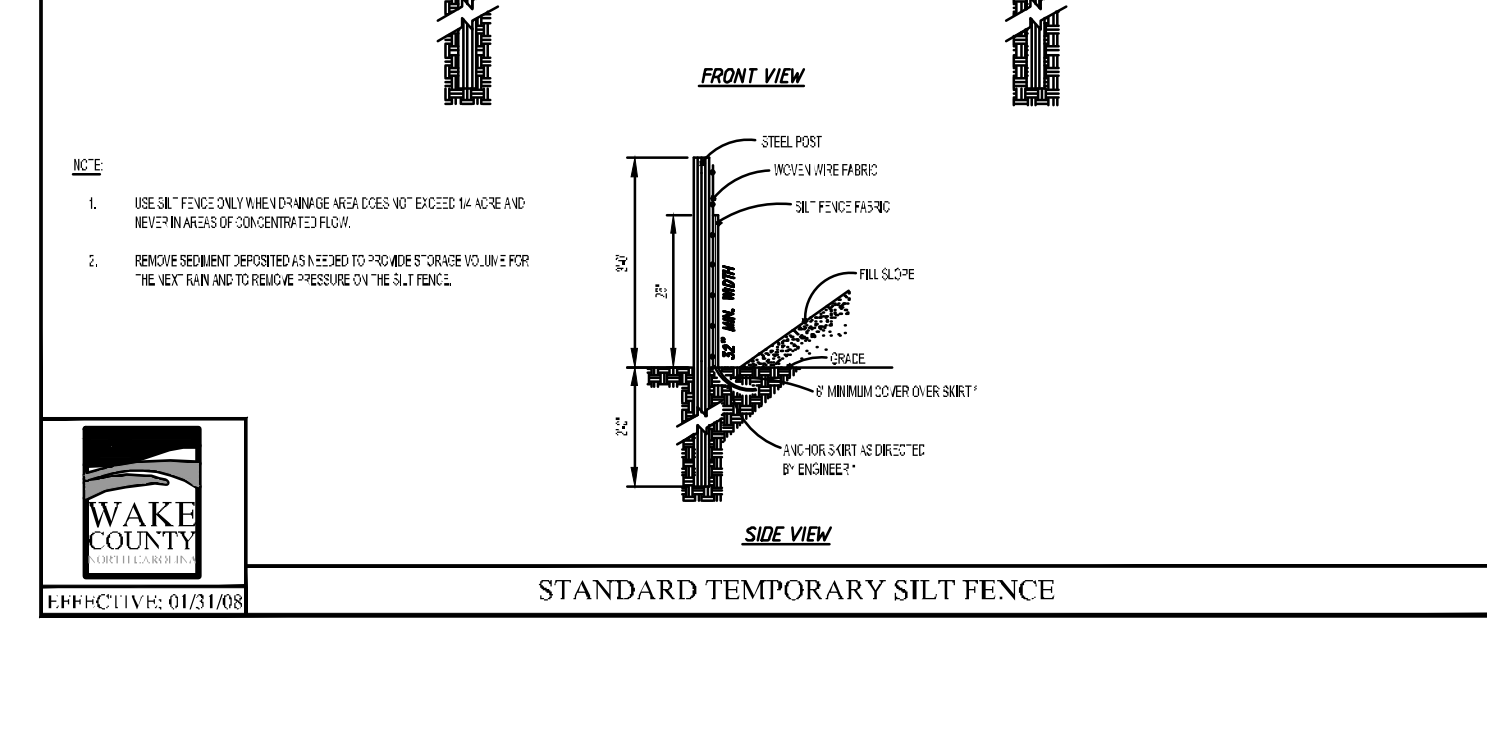 FRONT VIEW
STEEL POST
WOVEN WIRE FABRIC
SILT FENCE FABRIC
NOTE:
1. USE SILT FENCE ONLY WHEN DRAINAGE AREA DOES NOT EXCEED 1/4 ACRE AND
NEVER IN AREAS OF CONCENTRATED FLOW.
2. REMOVE SEDIMENT DEPOSITED AS NEEDED TO PROVIDE STORAGE VOLUME FOR
THE NEXT RAIN AND TO REMOVE PRESSURE ON THE SILT FENCE.
32" MIN. WIDTH
FILL SLOPE
GRADE
6" MINIMUM COVER OVER SKIRT *
ANCHOR SKIRT AS DIRECTED
BY ENGINEER *
SIDE VIEW
WAKE
COUNTY
NORTH CAROLINA
EFFECTIVE: 01/31/08
STANDARD TEMPORARY SILT FENCE